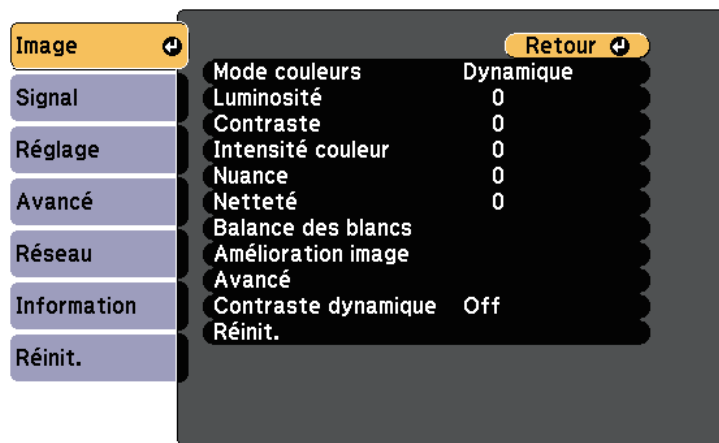 Image
Signal
Réglage
Avancé
Réseau
Information
Réinit.
Retour
Mode couleurs Dynamique
Luminosité 0
Contraste 0
Intensité couleur 0
Nuance 0
Netteté 0
Balance des blancs
Amélioration image
Avancé
Contraste dynamique Off
Réinit.